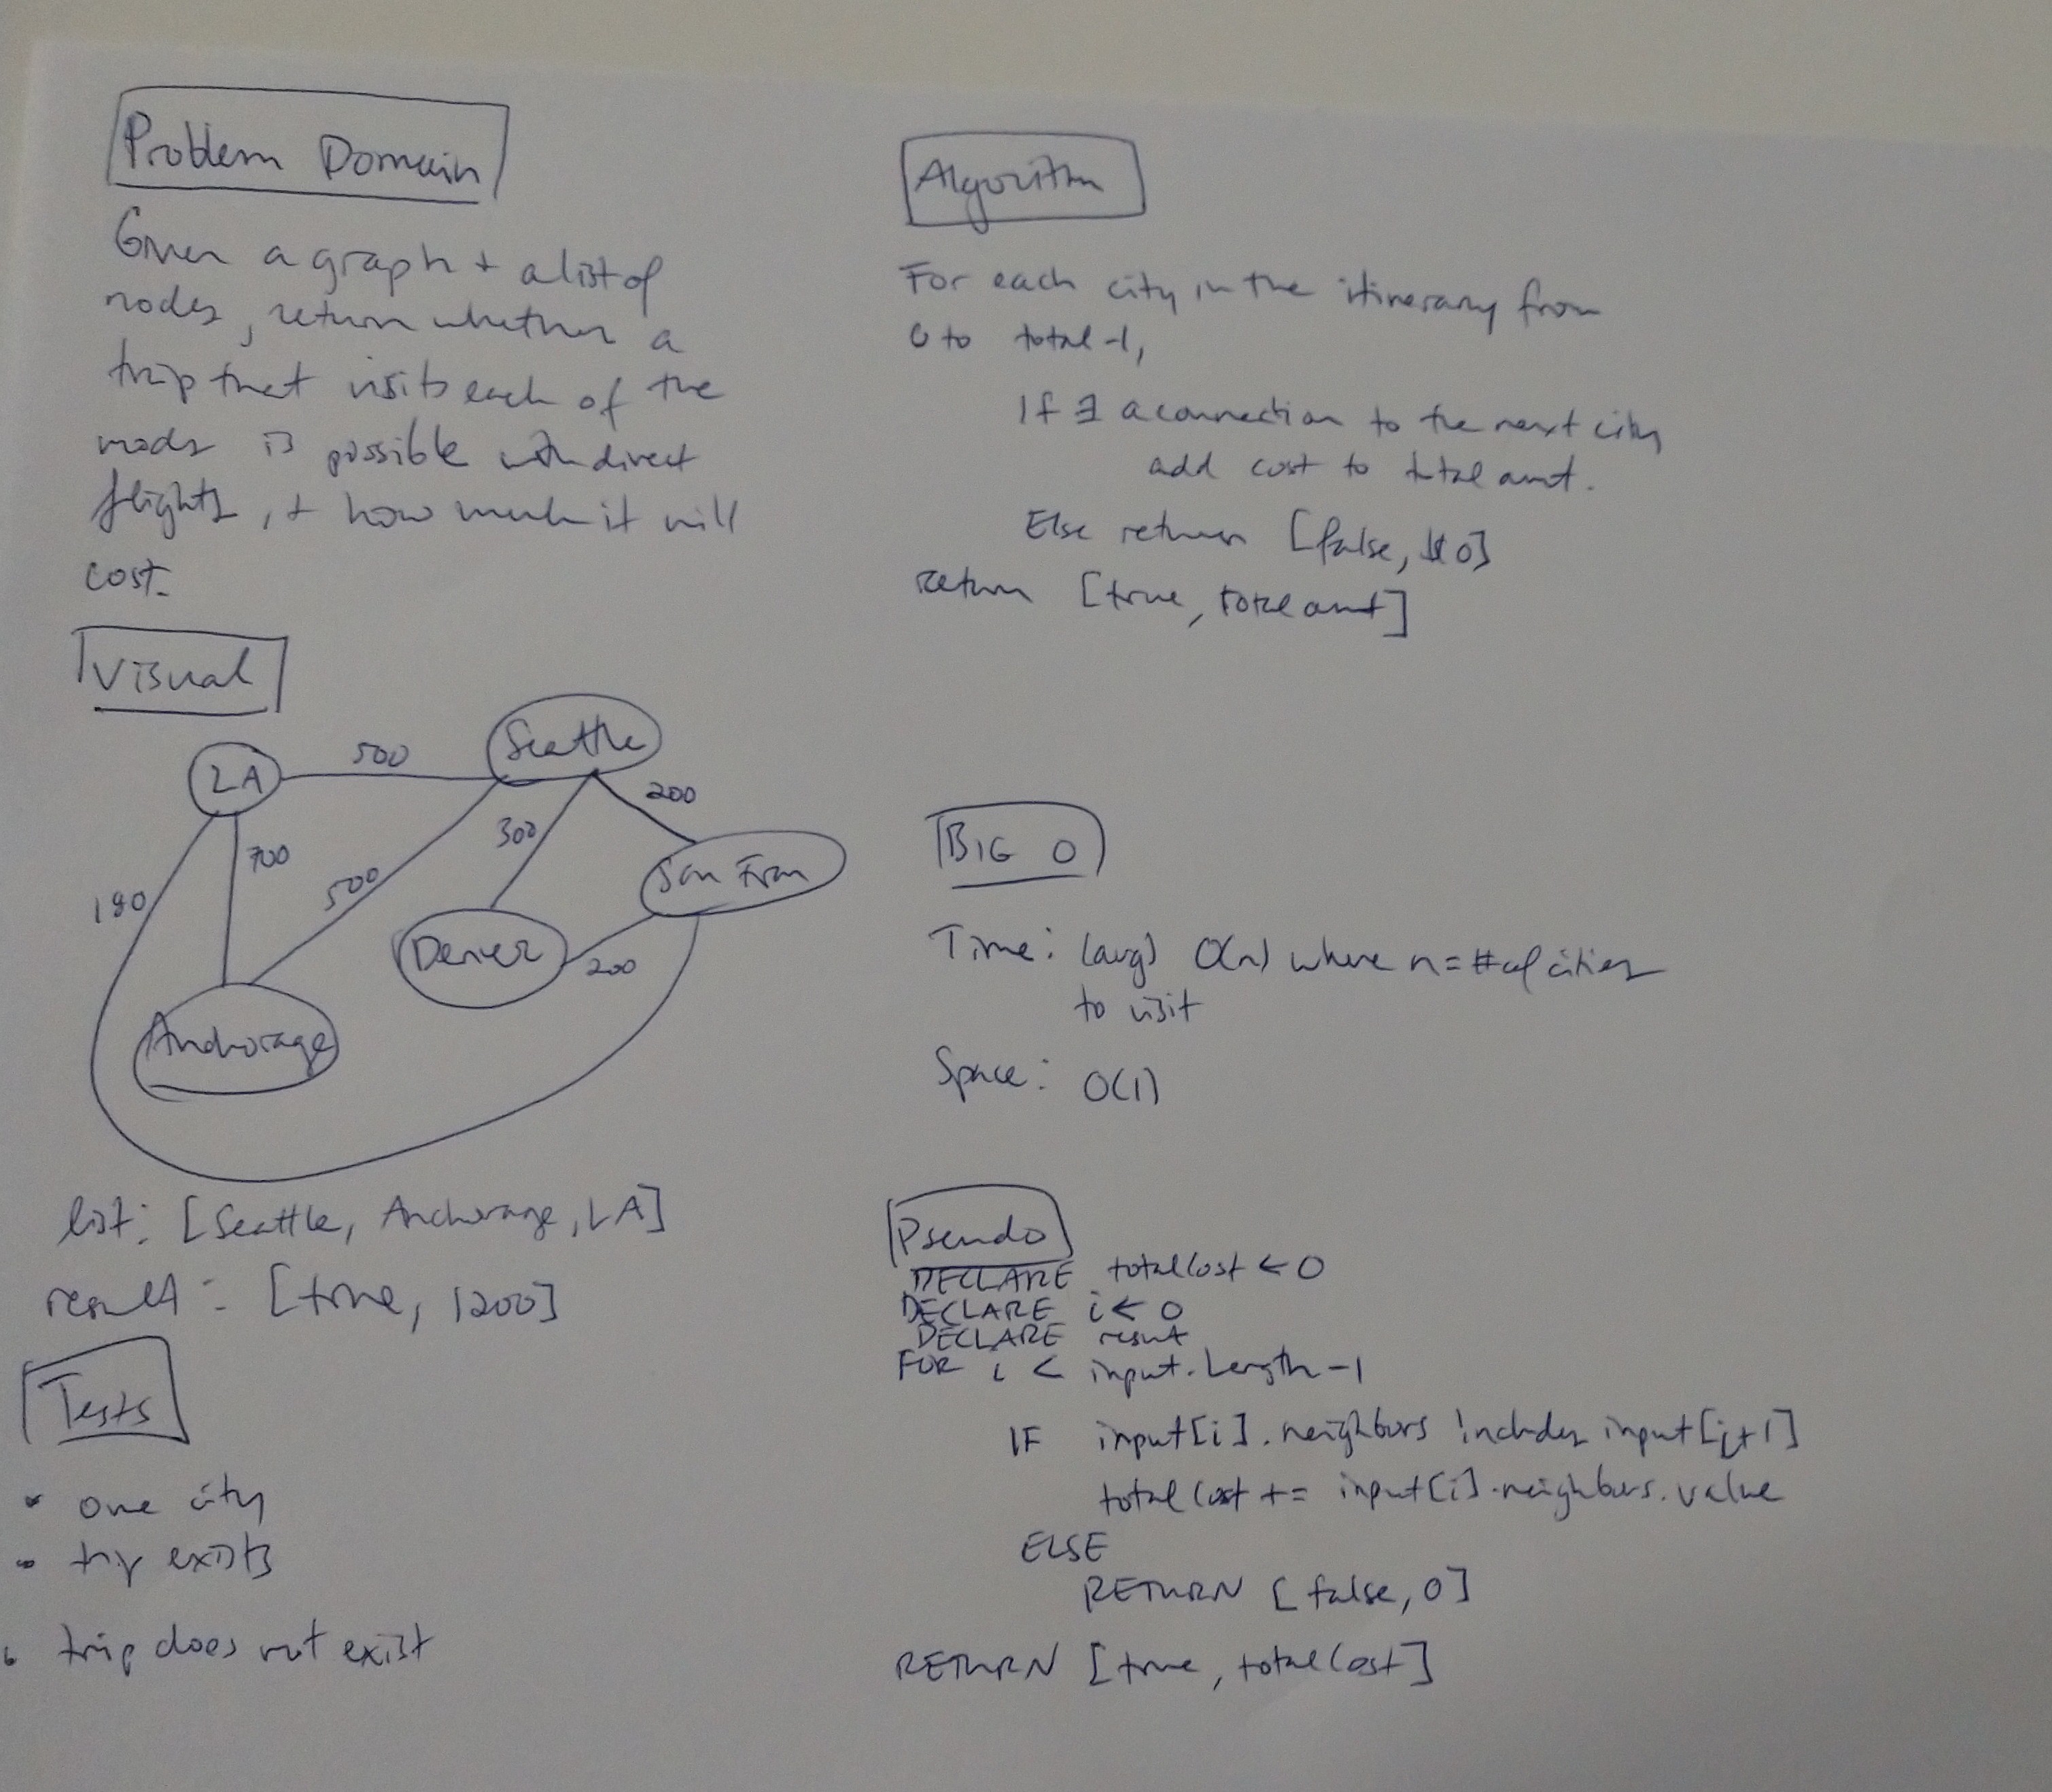 Problem Domain
Given a graph + a list of
nodes, return whether a
trip that visits each of the
nodes is possible with direct
flights, + how much it will
cost.
Visual
LA
500
Seattle
200
300
700
500
180
San Fran
Denver
200
Anchorage
list: [Seattle, Anchorage, LA]
result: [true, 1200]
Tests
• one city
• trip exists
• trip does not exist
Algorithm
For each city in the itinerary from
0 to total-1,
If ∃ a connection to the next city
add cost to total amt.
Else return [false, $0]
return [true, total amt]
BIG O
Time: (avg) O(n) where n = # of cities
to visit
Space: O(1)
Pseudo
DECLARE totalCost ← 0
DECLARE i ← 0
DECLARE result
FOR i < input.Length-1
IF input[i].neighbors includes input[i+1]
totalCost += input[i].neighbors.value
ELSE
RETURN [false, 0]
RETURN [true, totalCost]